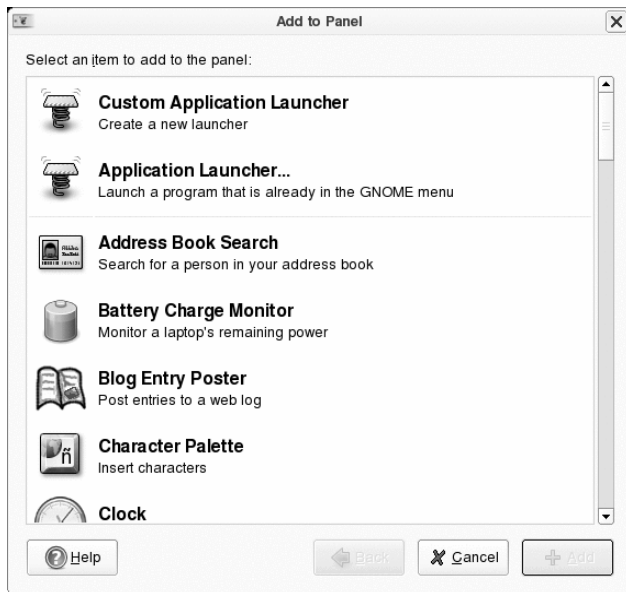 Add to Panel
Select an item to add to the panel:
Custom Application Launcher
Create a new launcher
Application Launcher...
Launch a program that is already in the GNOME menu
Address Book Search
Search for a person in your address book
Battery Charge Monitor
Monitor a laptop's remaining power
Blog Entry Poster
Post entries to a web log
Character Palette
Insert characters
Clock
Help
Back
Cancel
Add